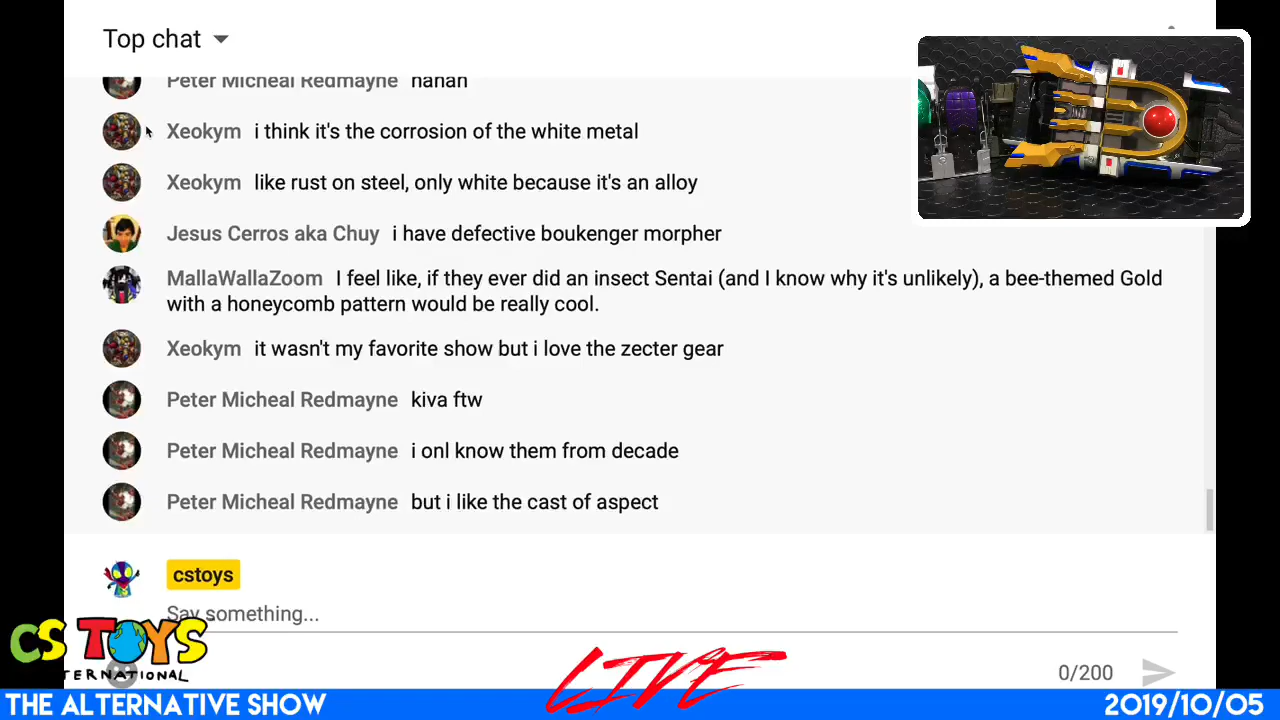 Top chat
Peter Micheal Redmayne hahah
Xeokym i think it's the corrosion of the white metal
Xeokym like rust on steel, only white because it's an alloy
Jesus Cerros aka Chuy i have defective boukenger morpher
MallaWallaZoom I feel like, if they ever did an insect Sentai (and I know why it's unlikely), a bee-themed Gold
with a honeycomb pattern would be really cool.
Xeokym it wasn't my favorite show but i love the zecter gear
Peter Micheal Redmayne kiva ftw
Peter Micheal Redmayne i onl know them from decade
Peter Micheal Redmayne but i like the cast of aspect
cstoys
Say something...
CS TOYS
TERNATIONAL
LIVE
0/200
THE ALTERNATIVE SHOW
2019/10/05